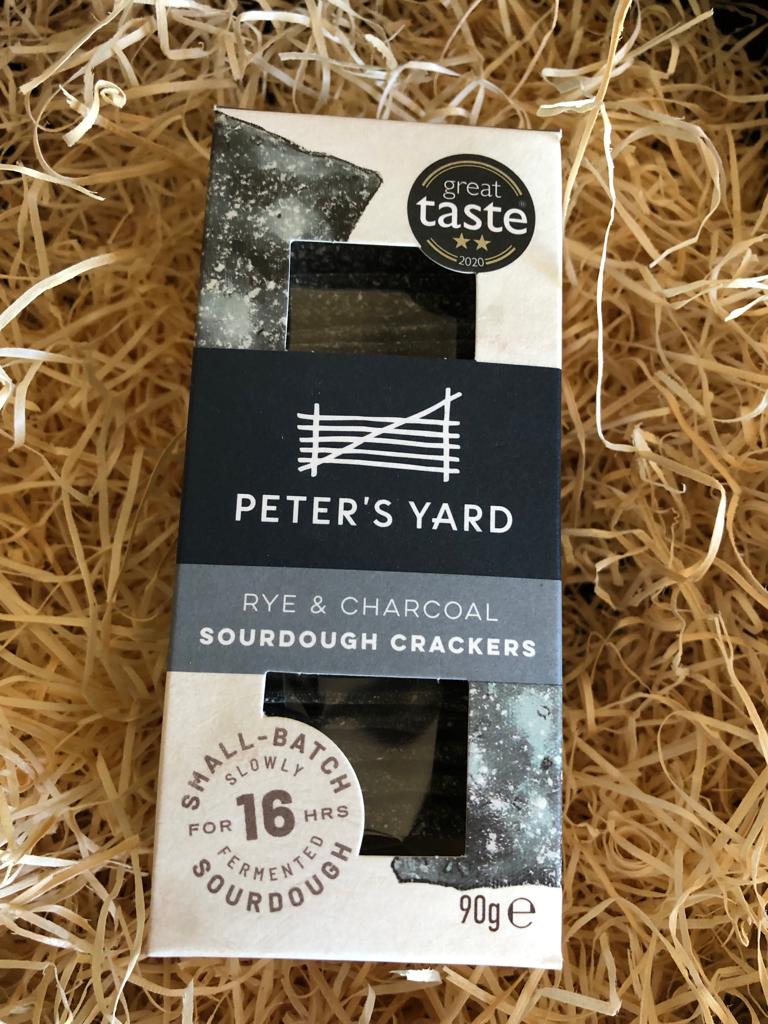 great
taste
2020
PETER'S YARD
RYE & CHARCOAL
SOURDOUGH CRACKERS
SMALL-BATCH
SLOWLY
FOR 16 HRS
FERMENTED
SOURDOUGH
90g ℮